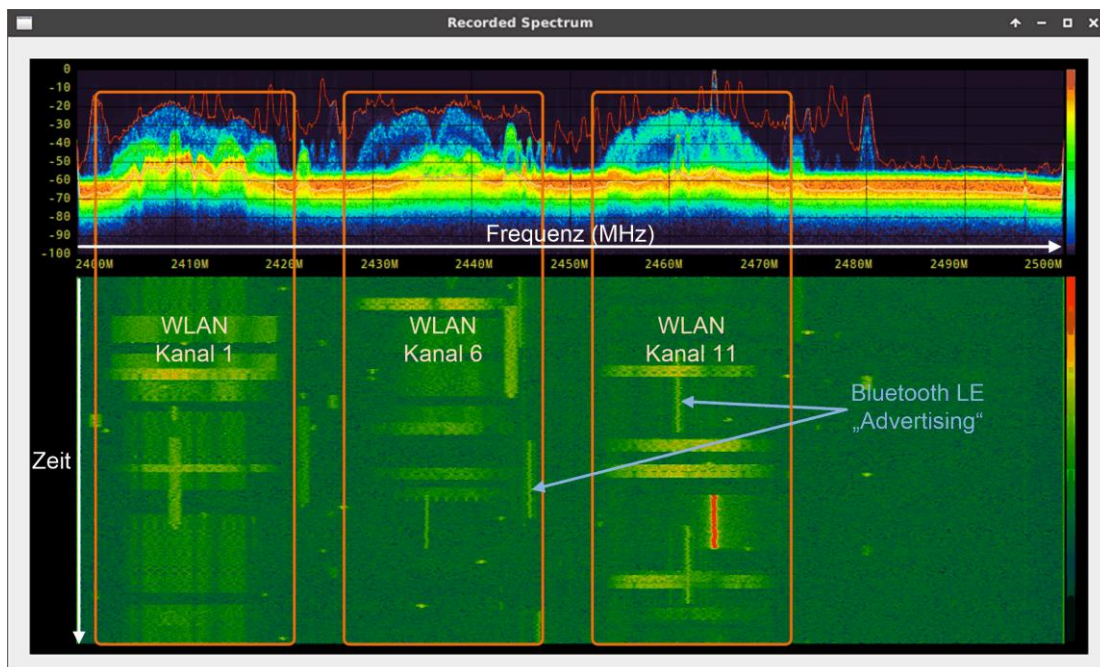 Recorded Spectrum
0
-10
-20
-30
-40
-50
-60
-70
-80
-90
-100
Frequenz (MHz)
2400M 2410M 2420M 2430M 2440M 2450M 2460M 2470M 2480M 2490M 2500M
WLAN
Kanal 1
WLAN
Kanal 6
WLAN
Kanal 11
Bluetooth LE
„Advertising“
Zeit